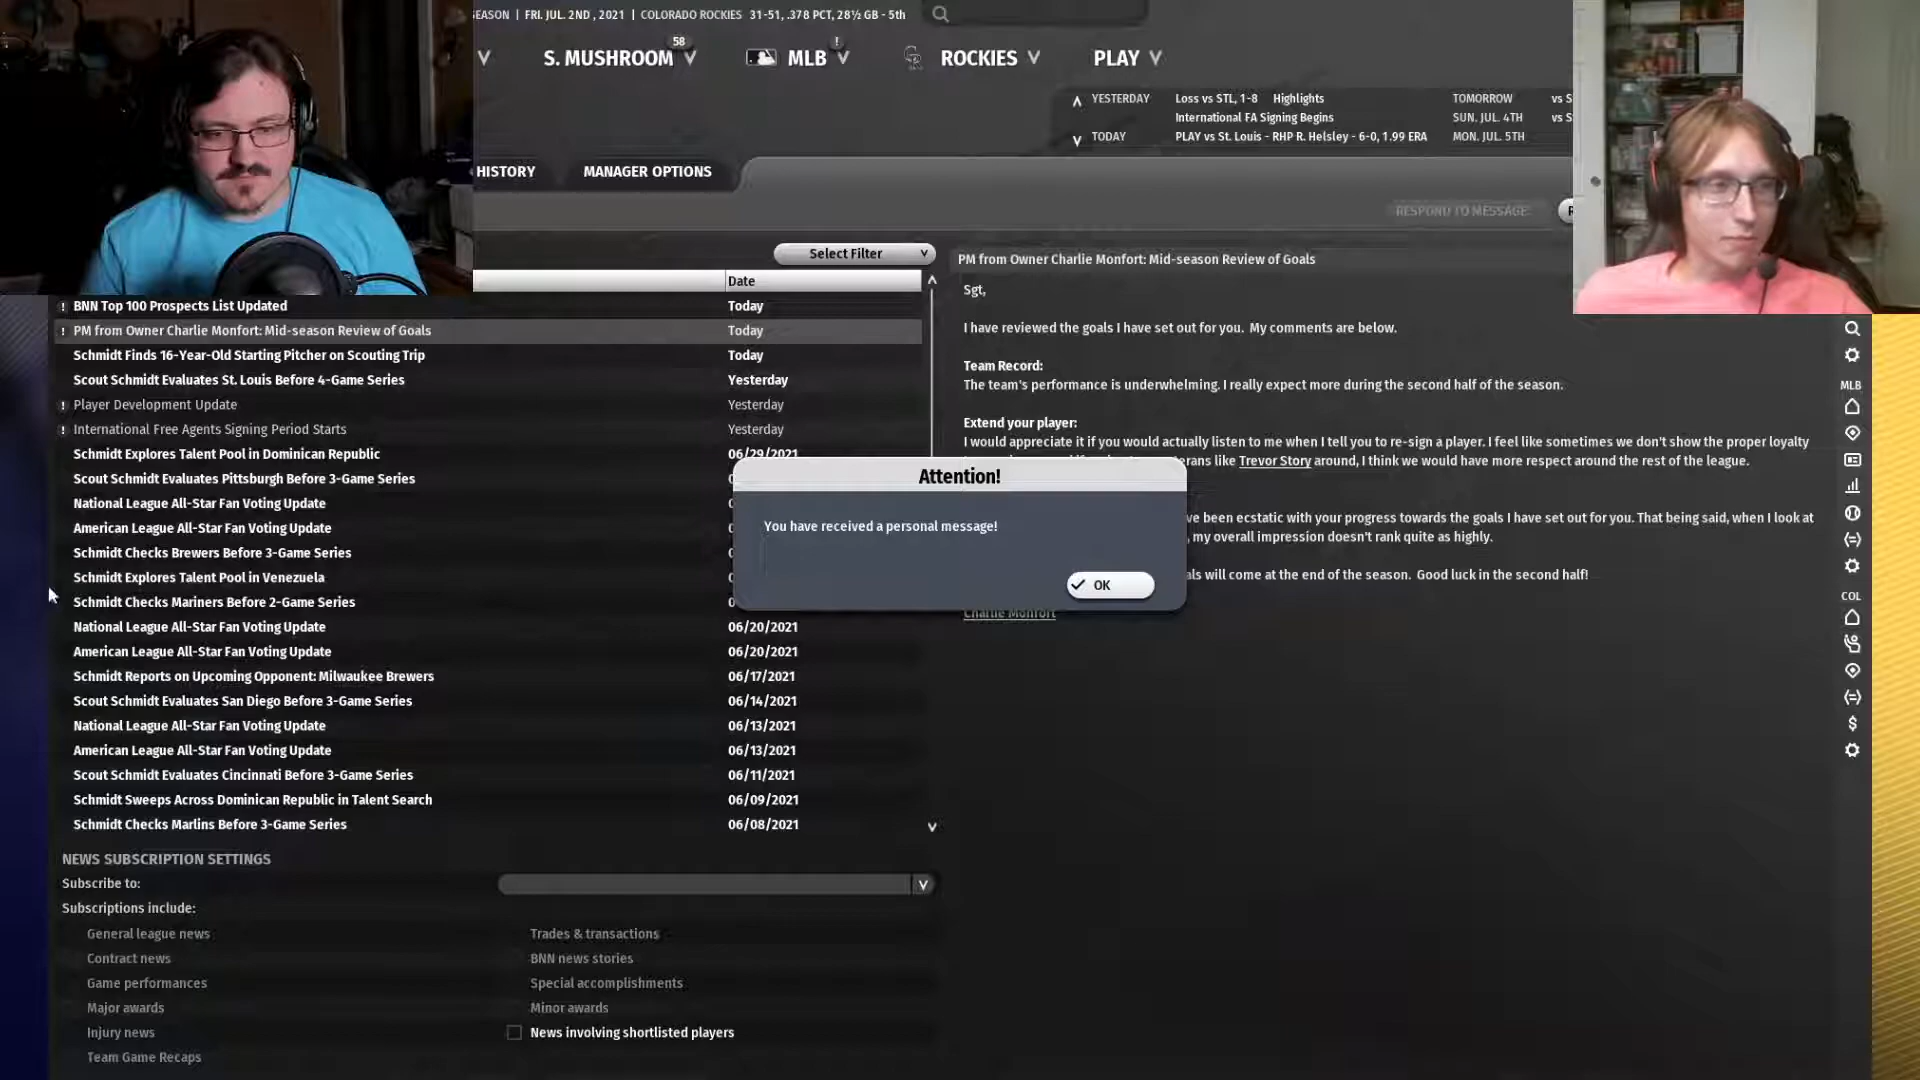 EASON | FRI. JUL. 2ND , 2021 | COLORADO ROCKIES 31-51, .378 PCT, 28½ GB - 5th
58
!
S. MUSHROOM
MLB
ROCKIES
PLAY
YESTERDAY Loss vs STL, 1-8 Highlights TOMORROW vs S
International FA Signing Begins SUN. JUL. 4TH vs S
TODAY PLAY vs St. Louis - RHP R. Helsley - 6-0, 1.99 ERA MON. JUL. 5TH
HISTORY MANAGER OPTIONS
RESPOND TO MESSAGE
Select Filter
Date
! BNN Top 100 Prospects List Updated Today
! PM from Owner Charlie Monfort: Mid-season Review of Goals Today
Schmidt Finds 16-Year-Old Starting Pitcher on Scouting Trip Today
Scout Schmidt Evaluates St. Louis Before 4-Game Series Yesterday
! Player Development Update Yesterday
! International Free Agents Signing Period Starts Yesterday
Schmidt Explores Talent Pool in Dominican Republic 06/29/2021
Scout Schmidt Evaluates Pittsburgh Before 3-Game Series
National League All-Star Fan Voting Update
American League All-Star Fan Voting Update
Schmidt Checks Brewers Before 3-Game Series
Schmidt Explores Talent Pool in Venezuela
Schmidt Checks Mariners Before 2-Game Series
National League All-Star Fan Voting Update 06/20/2021
American League All-Star Fan Voting Update 06/20/2021
Schmidt Reports on Upcoming Opponent: Milwaukee Brewers 06/17/2021
Scout Schmidt Evaluates San Diego Before 3-Game Series 06/14/2021
National League All-Star Fan Voting Update 06/13/2021
American League All-Star Fan Voting Update 06/13/2021
Scout Schmidt Evaluates Cincinnati Before 3-Game Series 06/11/2021
Schmidt Sweeps Across Dominican Republic in Talent Search 06/09/2021
Schmidt Checks Marlins Before 3-Game Series 06/08/2021
PM from Owner Charlie Monfort: Mid-season Review of Goals
Sgt,
I have reviewed the goals I have set out for you. My comments are below.
Team Record:
The team's performance is underwhelming. I really expect more during the second half of the season.
Extend your player:
I would appreciate it if you would actually listen to me when I tell you to re-sign a player. I feel like sometimes we don't show the proper loyalty
erans like Trevor Story around, I think we would have more respect around the rest of the league.
ve been ecstatic with your progress towards the goals I have set out for you. That being said, when I look at
, my overall impression doesn't rank quite as highly.
als will come at the end of the season. Good luck in the second half!
Charlie Monfort
Attention!
You have received a personal message!
OK
MLB
COL
NEWS SUBSCRIPTION SETTINGS
Subscribe to:
Subscriptions include:
General league news Trades & transactions
Contract news BNN news stories
Game performances Special accomplishments
Major awards Minor awards
Injury news News involving shortlisted players
Team Game Recaps